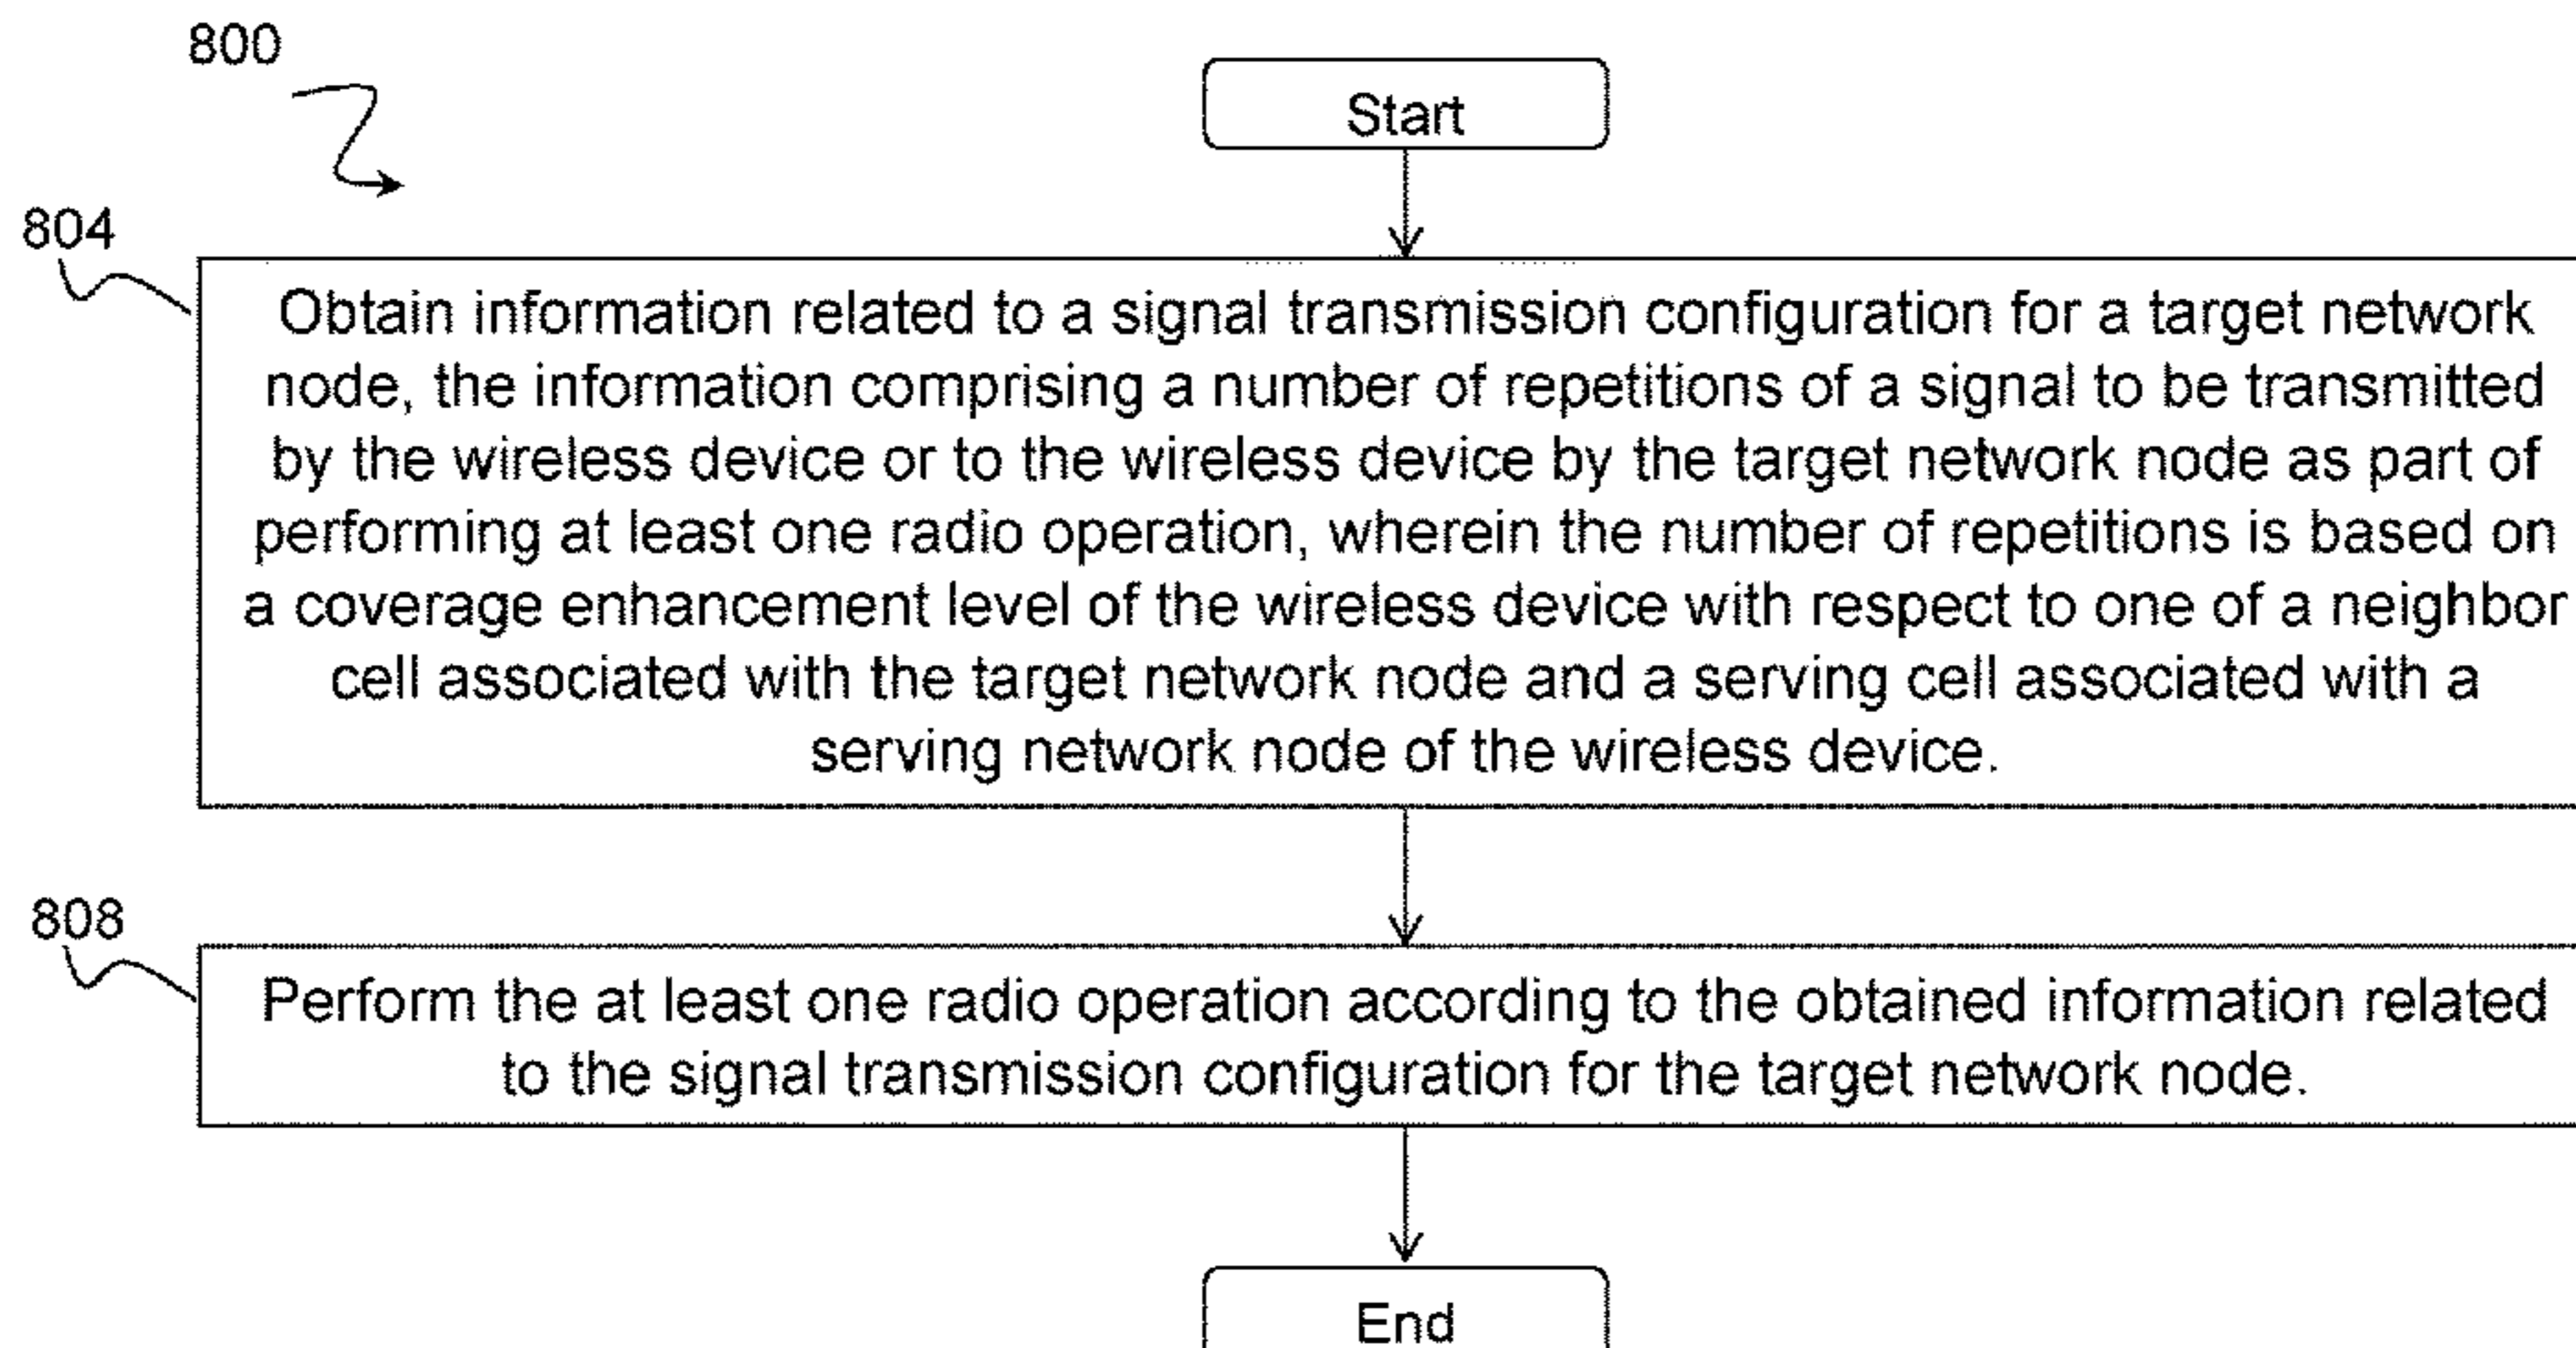 800
Start
804
Obtain information related to a signal transmission configuration for a target network
node, the information comprising a number of repetitions of a signal to be transmitted
by the wireless device or to the wireless device by the target network node as part of
performing at least one radio operation, wherein the number of repetitions is based on
a coverage enhancement level of the wireless device with respect to one of a neighbor
cell associated with the target network node and a serving cell associated with a
serving network node of the wireless device.
808
Perform the at least one radio operation according to the obtained information related
to the signal transmission configuration for the target network node.
End